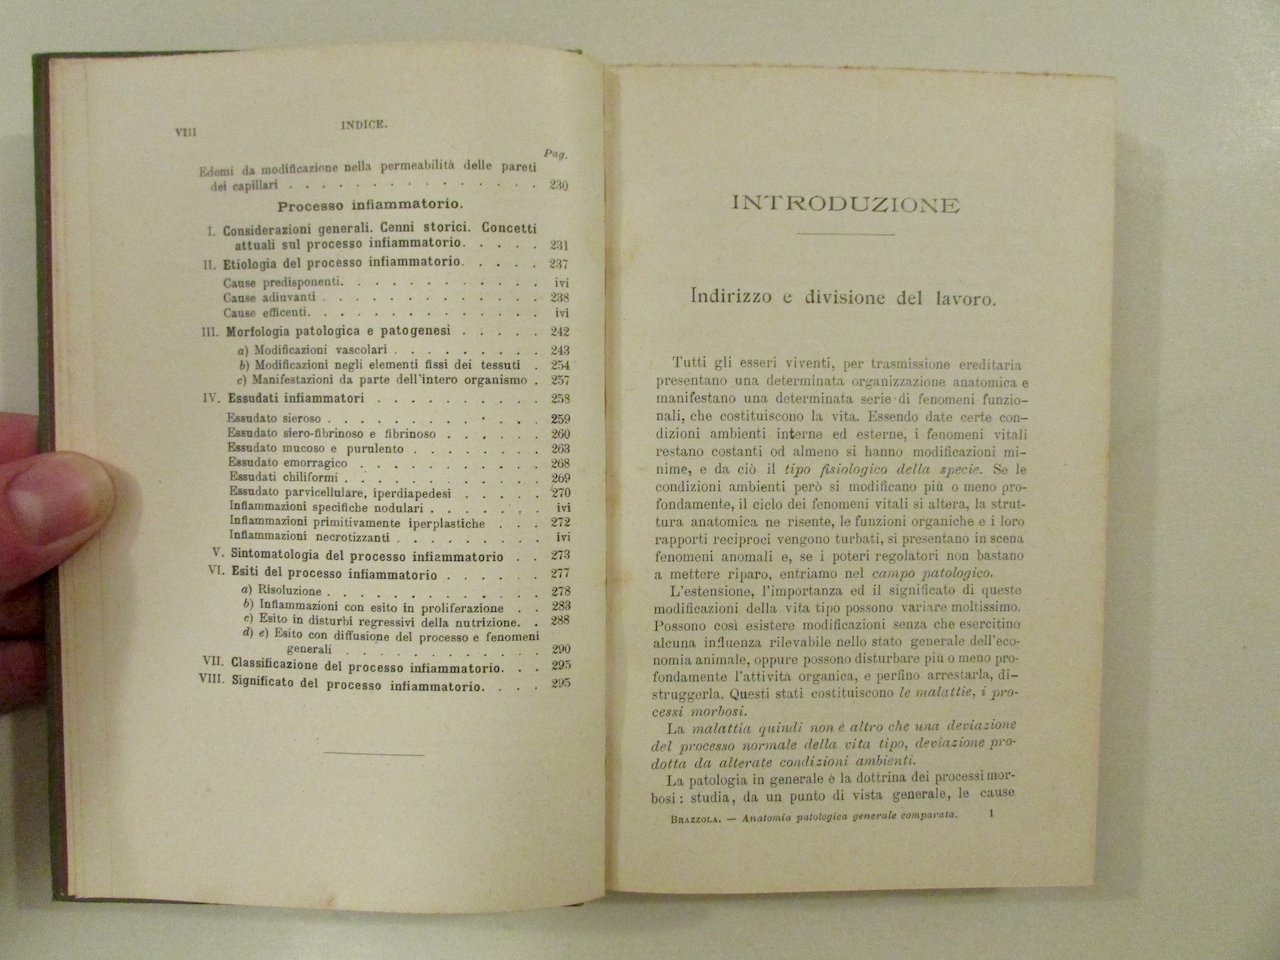 VIII
INDICE.
Pag.
Edemi da modificazione nella permeabilità delle pareti
dei capillari . . . . . . . . . . . . . . . 230
Processo infiammatorio.
I. Considerazioni generali. Cenni storici. Concetti
attuali sul processo infiammatorio. . . . . 231
II. Etiologia del processo infiammatorio. . . . . 237
Cause predisponenti. . . . . . . . . . . . ivi
Cause adiuvanti . . . . . . . . . . . . . 238
Cause efficenti. . . . . . . . . . . . . . ivi
III. Morfologia patologica e patogenesi . . . . . 242
a) Modificazioni vascolari . . . . . . . . . 243
b) Modificazioni negli elementi fissi dei tessuti . 254
c) Manifestazioni da parte dell'intero organismo . 257
IV. Essudati infiammatori . . . . . . . . . . 258
Essudato sieroso . . . . . . . . . . . . . 259
Essudato siero-fibrinoso e fibrinoso . . . . . 260
Essudato mucoso e purulento . . . . . . . 263
Essudato emorragico . . . . . . . . . . . 268
Essudati chiliformi . . . . . . . . . . . . 269
Essudato parvicellulare, iperdiapedesi . . . . . 270
Infiammazioni specifiche nodulari . . . . . . ivi
Infiammazioni primitivamente iperplastiche . . . 272
Infiammazioni necrotizzanti . . . . . . . . ivi
V. Sintomatologia del processo infiammatorio . . 273
VI. Esiti del processo infiammatorio . . . . . . 277
a) Risoluzione . . . . . . . . . . . . . 278
b) Infiammazioni con esito in proliferazione . . 283
c) Esito in disturbi regressivi della nutrizione. . 288
d) e) Esito con diffusione del processo e fenomeni
generali . . . . . . . . . . . . . 290
VII. Classificazione del processo infiammatorio. . . 295
VIII. Significato del processo infiammatorio. . . . 295
INTRODUZIONE
Indirizzo e divisione del lavoro.
Tutti gli esseri viventi, per trasmissione ereditaria
presentano una determinata organizzazione anatomica e
manifestano una determinata serie di fenomeni funzio-
nali, che costituiscono la vita. Essendo date certe con-
dizioni ambienti interne ed esterne, i fenomeni vitali
restano costanti od almeno si hanno modificazioni mi-
nime, e da ciò il tipo fisiologico della specie. Se le
condizioni ambienti però si modificano più o meno pro-
fondamente, il ciclo dei fenomeni vitali si altera, la strut-
tura anatomica ne risente, le funzioni organiche e i loro
rapporti reciproci vengono turbati, si presentano in scena
fenomeni anomali e, se i poteri regolatori non bastano
a mettere riparo, entriamo nel campo patologico.
L'estensione, l'importanza ed il significato di queste
modificazioni della vita tipo possono variare moltissimo.
Possono così esistere modificazioni senza che esercitino
alcuna influenza rilevabile nello stato generale dell'eco-
nomia animale, oppure possono disturbare più o meno pro-
fondamente l'attività organica, e perfino arrestarla, di-
struggerla. Questi stati costituiscono le malattie, i pro-
cessi morbosi.
La malattia quindi non è altro che una deviazione
del processo normale della vita tipo, deviazione pro-
dotta da alterate condizioni ambienti.
La patologia in generale è la dottrina dei processi mor-
bosi: studia, da un punto di vista generale, le cause
BRAZZOLA. — Anatomia patologica generale comparata. 1